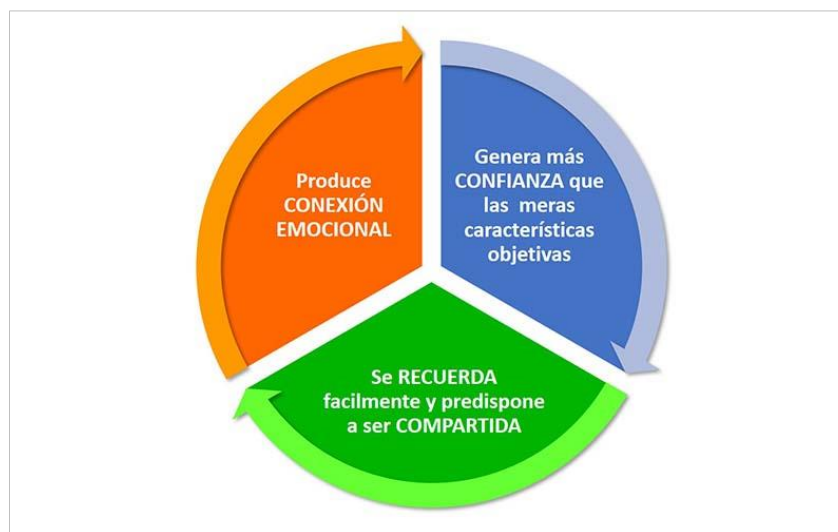 Produce
CONEXIÓN
EMOCIONAL
Genera más
CONFIANZA que
las meras
características
objetivas
Se RECUERDA
facilmente y predispone
a ser COMPARTIDA